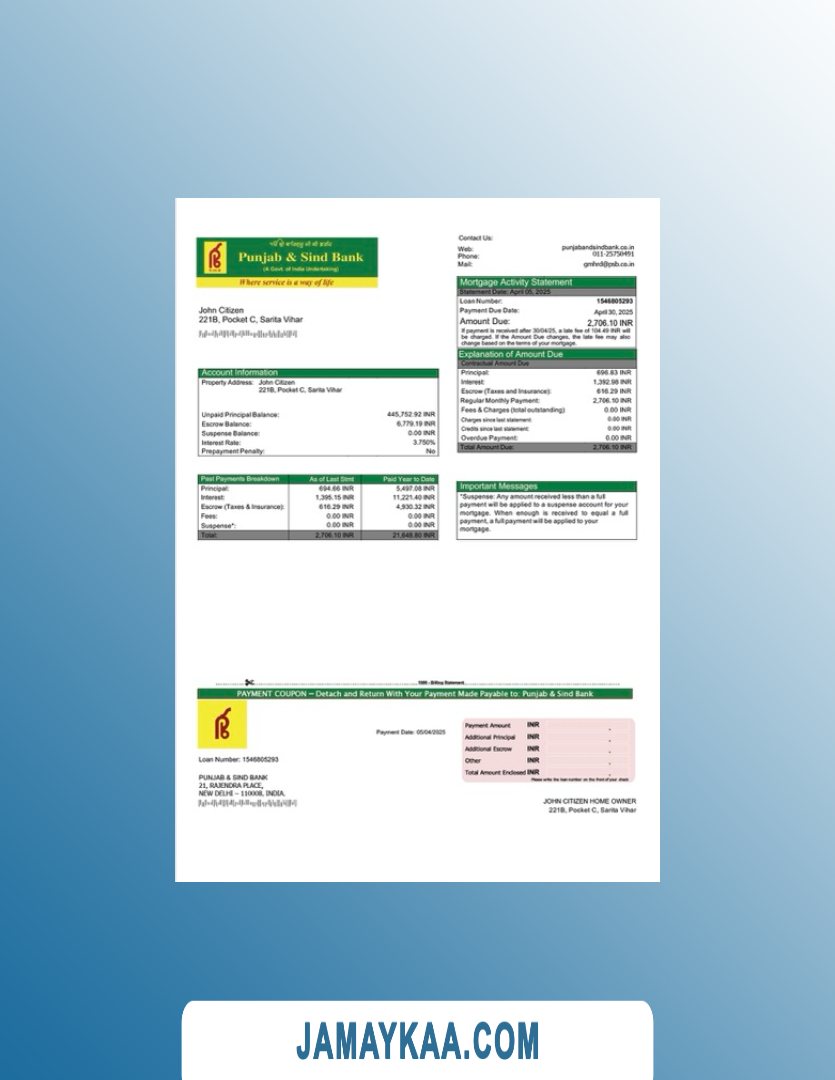 Punjab & Sind Bank
(A Govt. of India Undertaking)
Where service is a way of life
Contact Us:
Web: punjabandsindbank.co.in
Phone: 011-25750491
Mail: gmhrd@psb.co.in
Mortgage Activity Statement
Statement Date: April 05, 2025
Loan Number: 1546805293
Payment Due Date: April 30, 2025
Amount Due: 2,706.10 INR
If payment is received after 30/04/25, a late fee of 104.49 INR will
be charged. If the Amount Due changes, the late fee may also
change based on the terms of your mortgage.
John Citizen
221B, Pocket C, Sarita Vihar
Explanation of Amount Due
Contractual Amount Due
Principal: 696.83 INR
Interest: 1,392.98 INR
Escrow (Taxes and Insurance): 616.29 INR
Regular Monthly Payment: 2,706.10 INR
Fees & Charges (total outstanding) 0.00 INR
Charges since last statement: 0.00 INR
Credits since last statement: 0.00 INR
Overdue Payment: 0.00 INR
Total Amount Due: 2,706.10 INR
Account Information
Property Address: John Citizen
221B, Pocket C, Sarita Vihar
Unpaid Principal Balance: 445,752.92 INR
Escrow Balance: 6,779.19 INR
Suspense Balance: 0.00 INR
Interest Rate: 3.750%
Prepayment Penalty: No
Past Payments Breakdown As of Last Stmt Paid Year to Date
Principal: 694.66 INR 5,497.08 INR
Interest: 1,395.15 INR 11,221.40 INR
Escrow (Taxes & Insurance): 616.29 INR 4,930.32 INR
Fees: 0.00 INR 0.00 INR
Suspense*: 0.00 INR 0.00 INR
Total: 2,706.10 INR 21,648.80 INR
Important Messages
*Suspense: Any amount received less than a full
payment will be applied to a suspense account for your
mortgage. When enough is received to equal a full
payment, a full payment will be applied to your
mortgage.
Billing Statement
PAYMENT COUPON – Detach and Return With Your Payment Made Payable to: Punjab & Sind Bank
Payment Date: 05/04/2025
Payment Amount INR
Additional Principal INR
Additional Escrow INR
Other INR
Total Amount Enclosed INR
Please write the loan number on the front of your check
Loan Number: 1546805293
PUNJAB & SIND BANK
21, RAJENDRA PLACE,
NEW DELHI – 110008, INDIA.
JOHN CITIZEN HOME OWNER
221B, Pocket C, Sarita Vihar
JAMAYKAA.COM